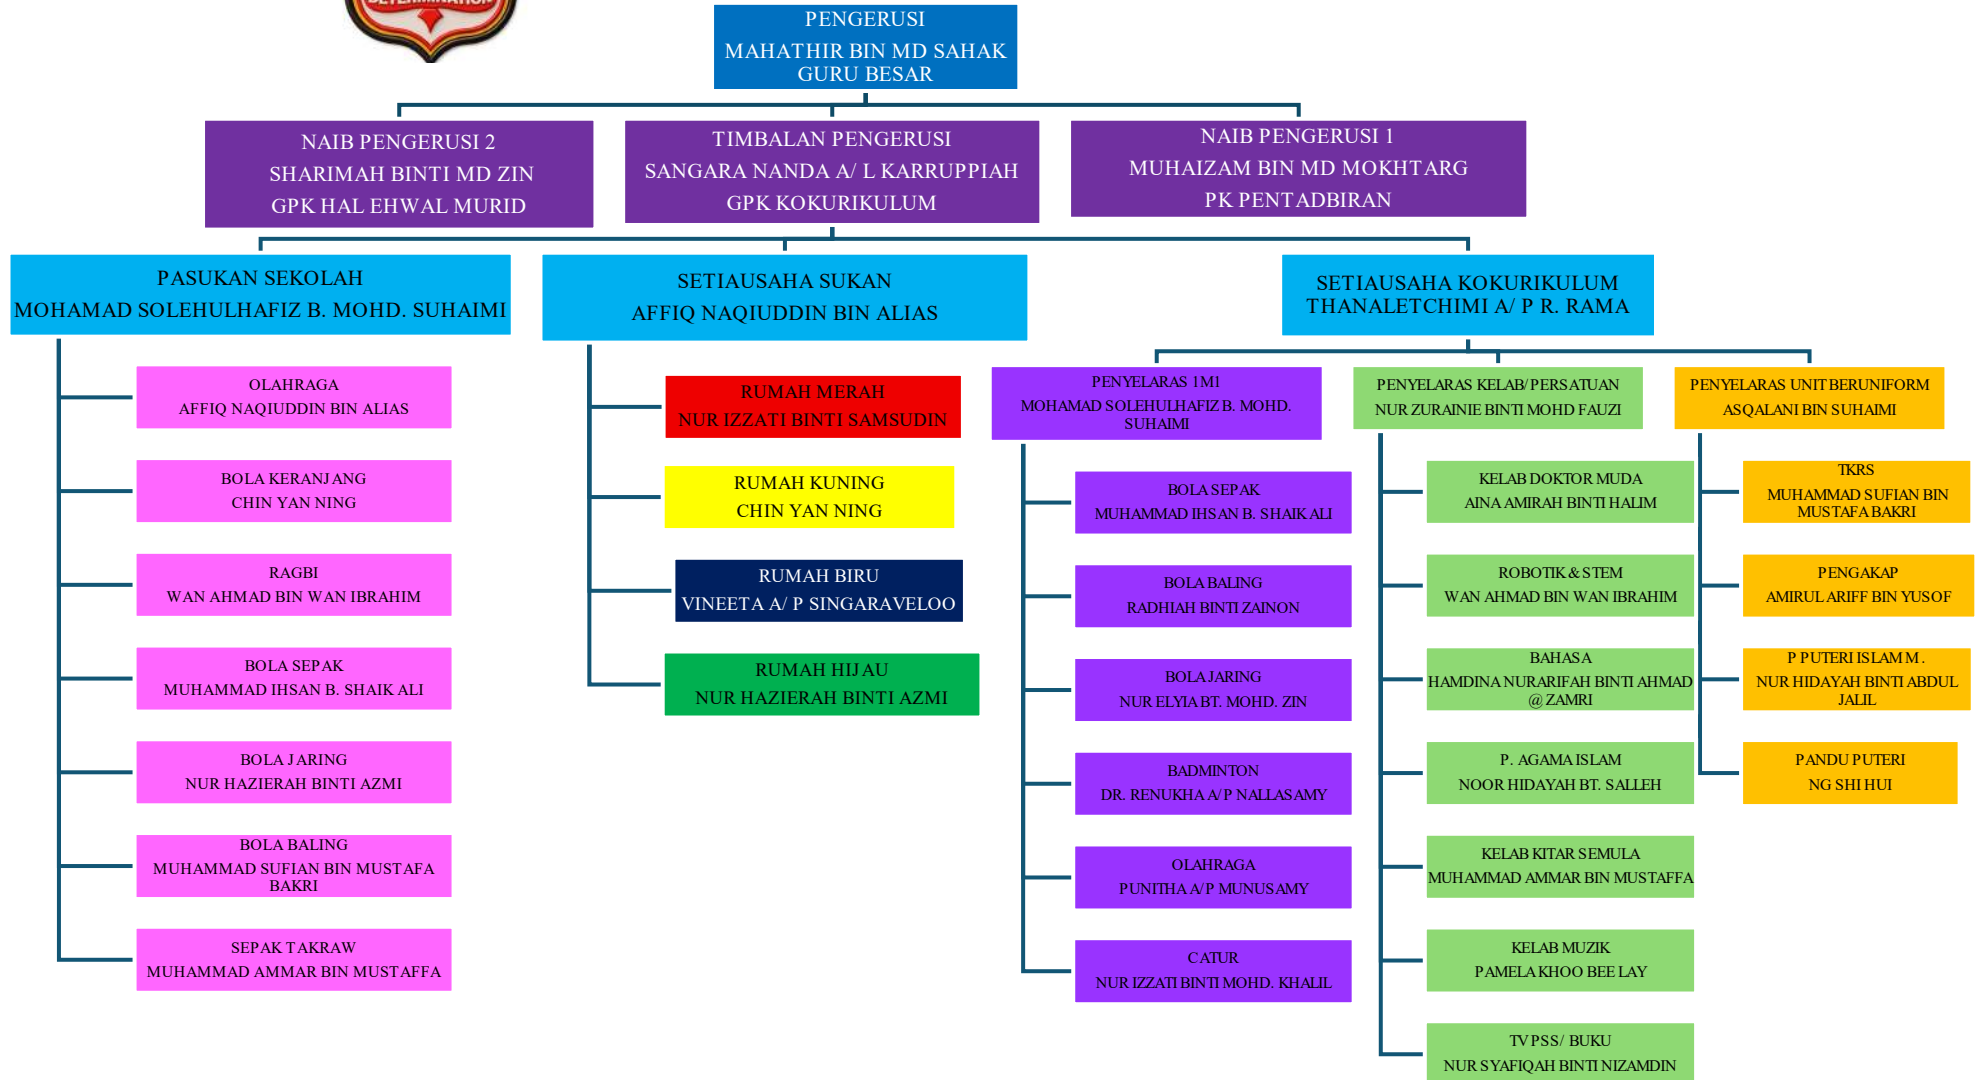 DETERMINATION
PENGERUSI
MAHATHIR BIN MD SAHAK
GURU BESAR
NAIB PENGERUSI 2
SHARIMAH BINTI MD ZIN
GPK HAL EHWAL MURID
TIMBALAN PENGERUSI
SANGARA NANDA A/ L KARRUPPIAH
GPK KOKURIKULUM
NAIB PENGERUSI 1
MUHAIZAM BIN MD MOKHTARG
PK PENTADBIRAN
PASUKAN SEKOLAH
MOHAMAD SOLEHULHAFIZ B. MOHD. SUHAIMI
SETIAUSAHA SUKAN
AFFIQ NAQIUDDIN BIN ALIAS
SETIAUSAHA KOKURIKULUM
THANALETCHIMI A/ P R. RAMA
OLAHRAGA
AFFIQ NAQIUDDIN BIN ALIAS
BOLA KERANJANG
CHIN YAN NING
RAGBI
WAN AHMAD BIN WAN IBRAHIM
BOLA SEPAK
MUHAMMAD IHSAN B. SHAIK ALI
BOLA JARING
NUR HAZIERAH BINTI AZMI
BOLA BALING
MUHAMMAD SUFIAN BIN MUSTAFA
BAKRI
SEPAK TAKRAW
MUHAMMAD AMMAR BIN MUSTAFFA
RUMAH MERAH
NUR IZZATI BINTI SAMSUDIN
RUMAH KUNING
CHIN YAN NING
RUMAH BIRU
VINEETA A/ P SINGARAVELOO
RUMAH HIJAU
NUR HAZIERAH BINTI AZMI
PENYELARAS 1M1
MOHAMAD SOLEHULHAFIZ B. MOHD.
SUHAIMI
BOLA SEPAK
MUHAMMAD IHSAN B. SHAIK ALI
BOLA BALING
RADHIAH BINTI ZAINON
BOLA JARING
NUR ELYIA BT. MOHD. ZIN
BADMINTON
DR. RENUKHA A/P NALLASAMY
OLAHRAGA
PUNITHA A/P MUNUSAMY
CATUR
NUR IZZATI BINTI MOHD. KHALIL
PENYELARAS KELAB/ PERSATUAN
NUR ZURAINIE BINTI MOHD FAUZI
KELAB DOKTOR MUDA
AINA AMIRAH BINTI HALIM
ROBOTIK & STEM
WAN AHMAD BIN WAN IBRAHIM
BAHASA
HAMDINA NURARIFAH BINTI AHMAD
@ ZAMRI
P. AGAMA ISLAM
NOOR HIDAYAH BT. SALLEH
KELAB KITAR SEMULA
MUHAMMAD AMMAR BIN MUSTAFFA
KELAB MUZIK
PAMELA KHOO BEE LAY
TV PSS/ BUKU
NUR SYAFIQAH BINTI NIZAMDIN
PENYELARAS UNIT BERUNIFORM
ASQALANI BIN SUHAIMI
TKRS
MUHAMMAD SUFIAN BIN
MUSTAFA BAKRI
PENGAKAP
AMIRUL ARIFF BIN YUSOF
P PUTERI ISLAM M .
NUR HIDAYAH BINTI ABDUL
JALIL
PANDU PUTERI
NG SHI HUI